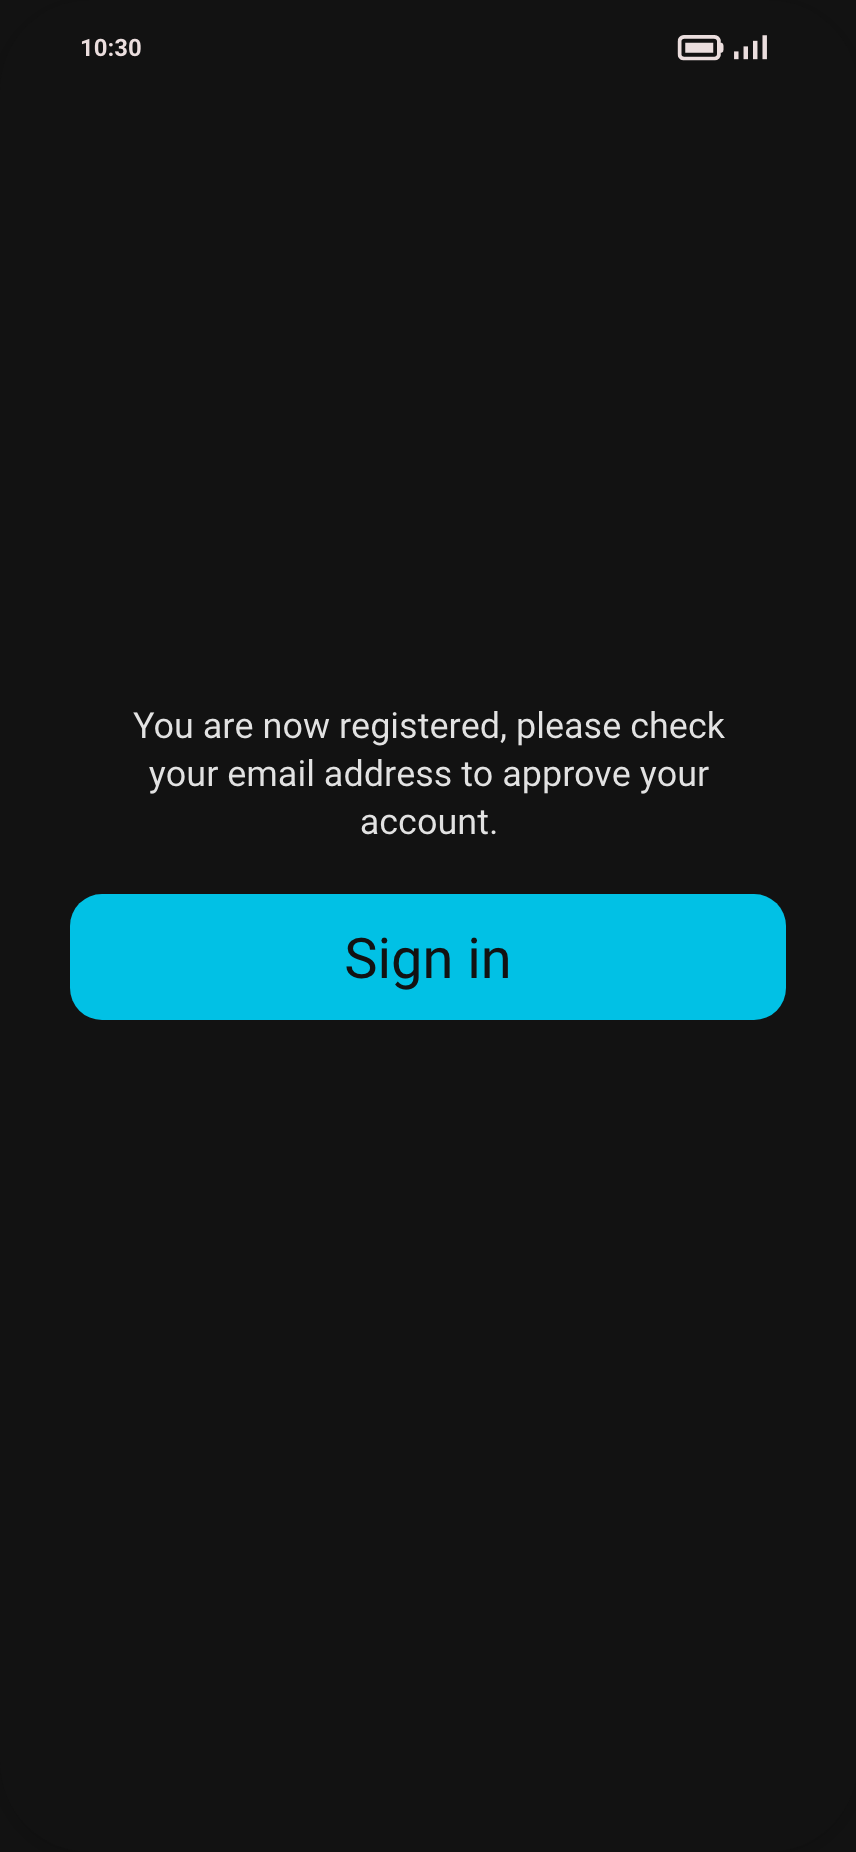 10:30
You are now registered, please check
your email address to approve your
account.
Sign in